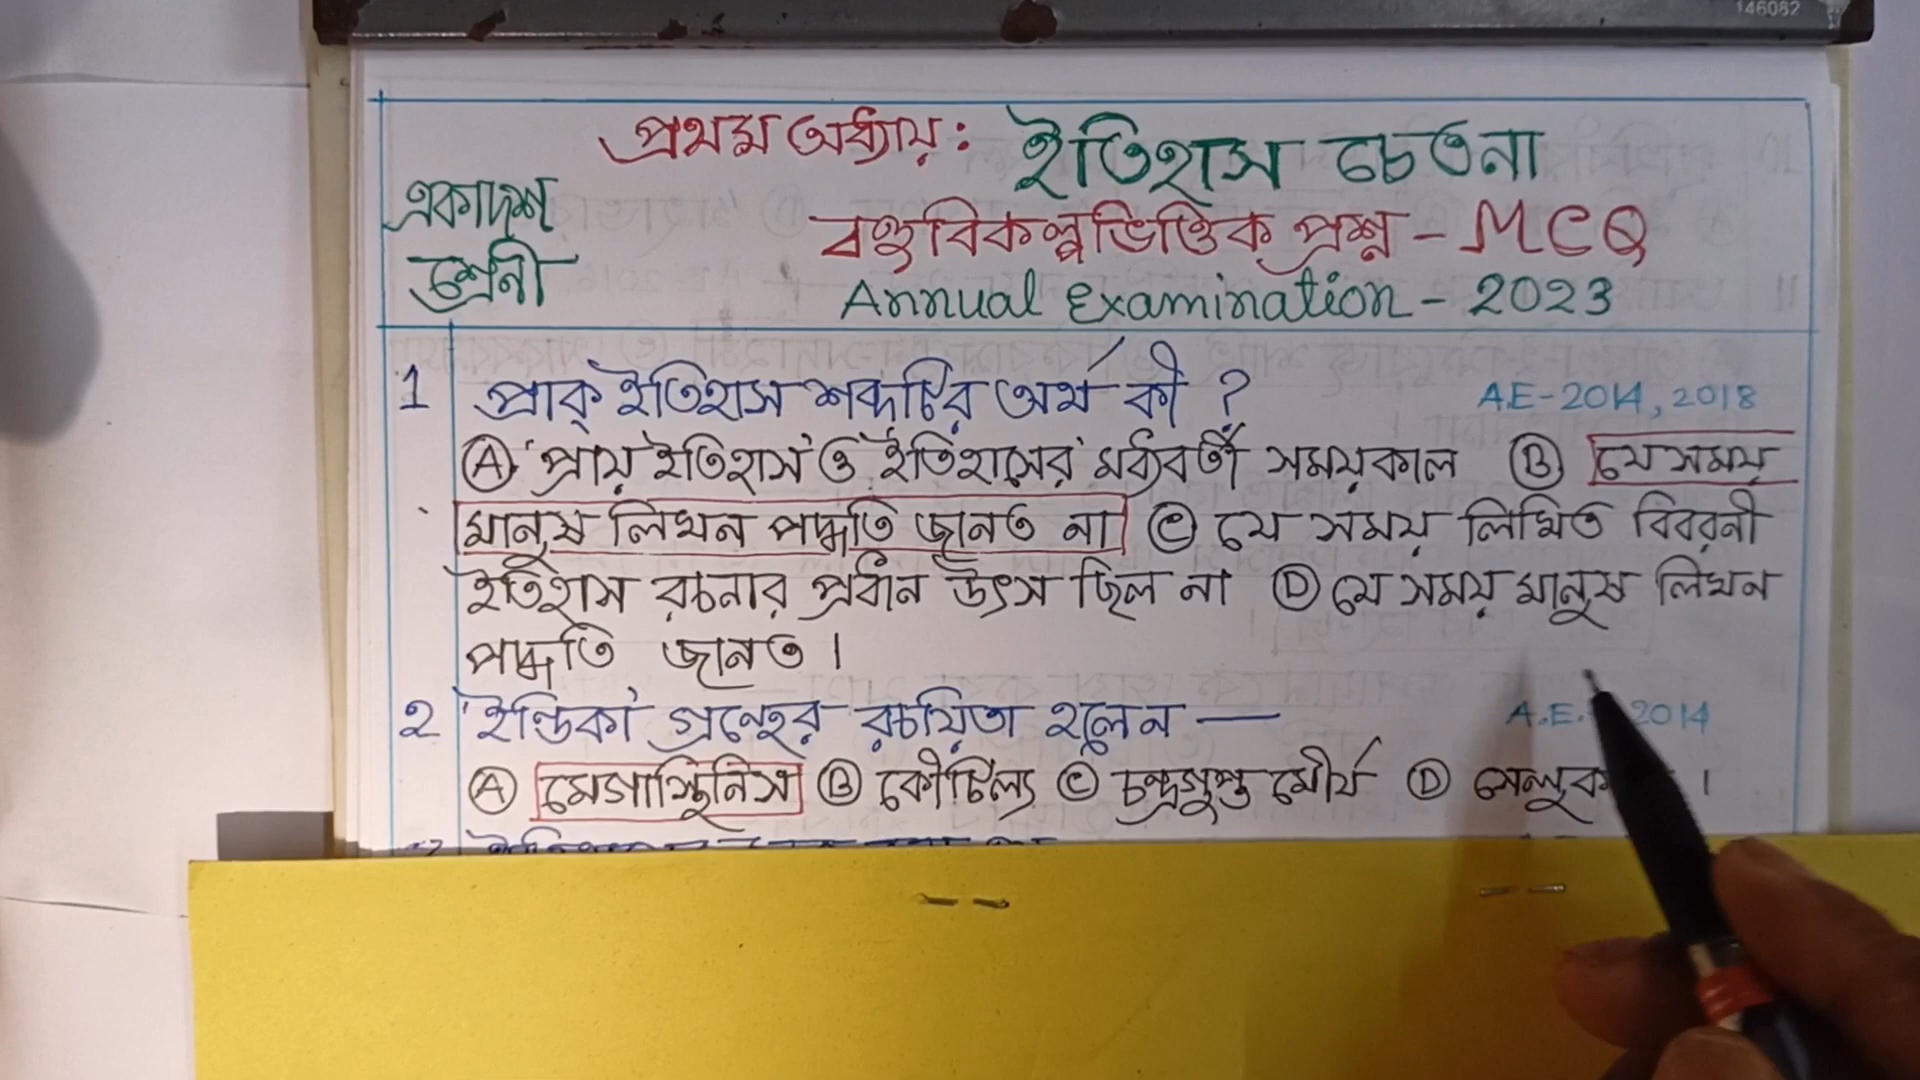 146082
প্রথম অধ্যায়: ইতিহাস চেতনা
একাদশ
শ্রেনী
বহুবিকল্পভিত্তিক প্রশ্ন - MCQ
Annual Examination - 2023
1 প্রাক্ ইতিহাস শব্দটির অর্থ কী ? A.E-2014, 2018
Ⓐ 'প্রায় ইতিহাস' ও 'ইতিহাসের' মধ্যবর্তী সময়কাল Ⓑ যে সময়
মানুষ লিখন পদ্ধতি জানত না Ⓒ যে সময় লিখিত বিবরনী
ইতিহাস রচনার প্রধান উৎস ছিল না Ⓓ যে সময় মানুষ লিখন
পদ্ধতি জানত।
২ 'ইন্ডিকা' গ্রন্থের রচয়িতা হলেন — A.E. 2014
Ⓐ মেগাস্থিনিস Ⓑ কৌটিল্য Ⓒ চন্দ্রগুপ্ত মৌর্য Ⓓ ।